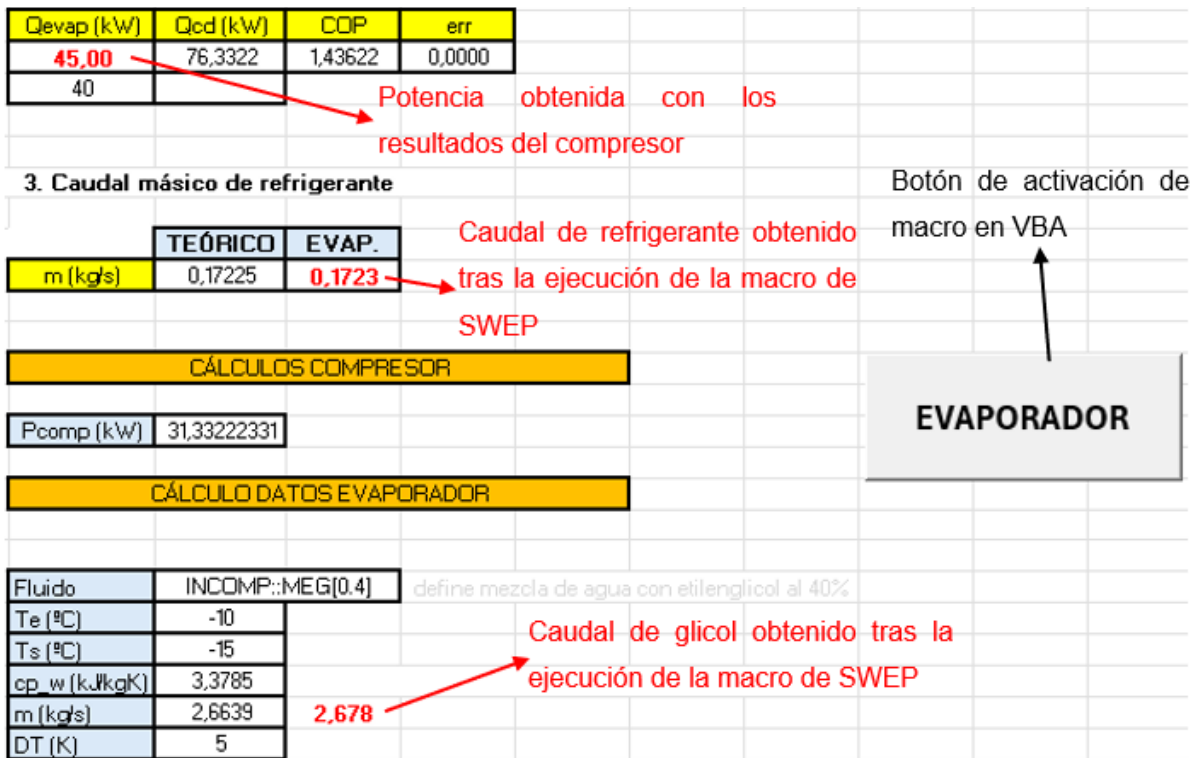 Qevap (kW) Qcd (kW) COP err
45,00 76,3322 1,43622 0,0000
40
Potencia obtenida con los
resultados del compresor
3. Caudal másico de refrigerante
Botón de activación de
macro en VBA
TEÓRICO EVAP.
m (kg/s) 0,17225 0,1723
Caudal de refrigerante obtenido
tras la ejecución de la macro de
SWEP
CÁLCULOS COMPRESOR
EVAPORADOR
Pcomp (kW) 31,33222331
CÁLCULO DATOS EVAPORADOR
Fluido INCOMP::MEG[0.4] define mezcla de agua con etilenglicol al 40%
Te (ºC) -10
Ts (ºC) -15
Caudal de glicol obtenido tras la
ejecución de la macro de SWEP
cp_w (kJ/kgK) 3,3785
m (kg/s) 2,6639 2,678
DT (K) 5